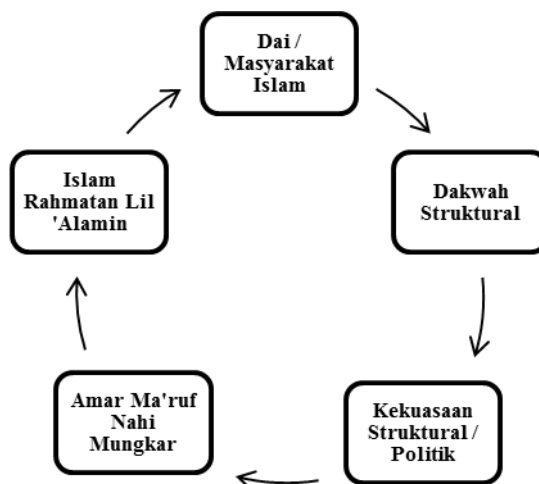 Dai /
Masyarakat
Islam
Dakwah
Struktural
Kekuasaan
Struktural /
Politik
Amar Ma'ruf
Nahi
Mungkar
Islam
Rahmatan Lil
'Alamin